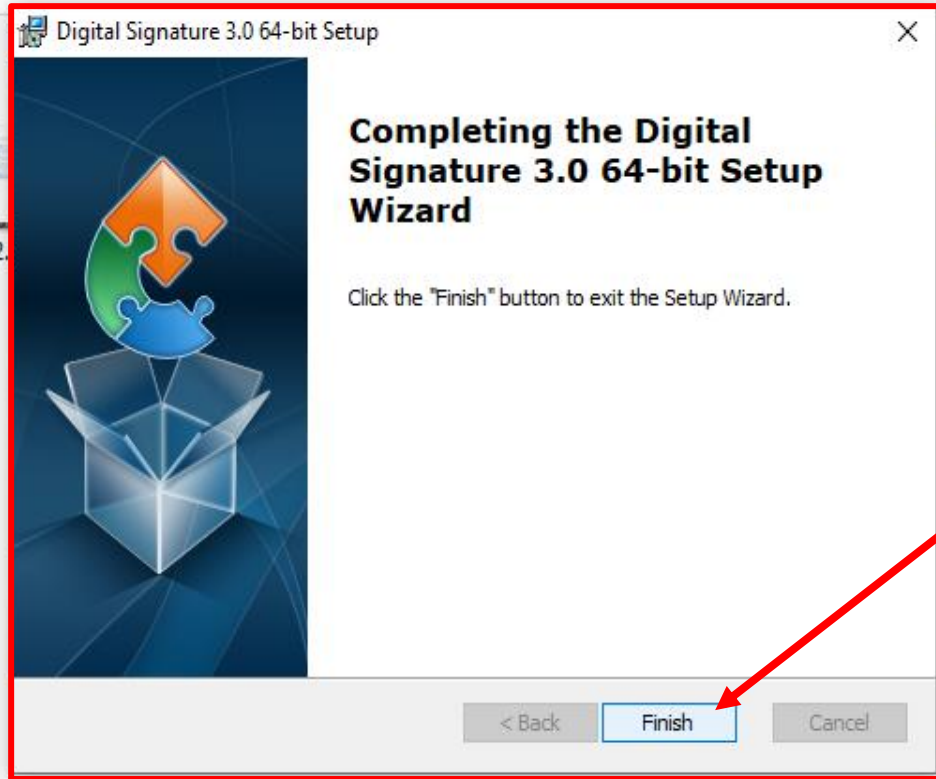 Digital Signature 3.0 64-bit Setup
Completing the Digital
Signature 3.0 64-bit Setup
Wizard
Click the "Finish" button to exit the Setup Wizard.
< Back Finish Cancel